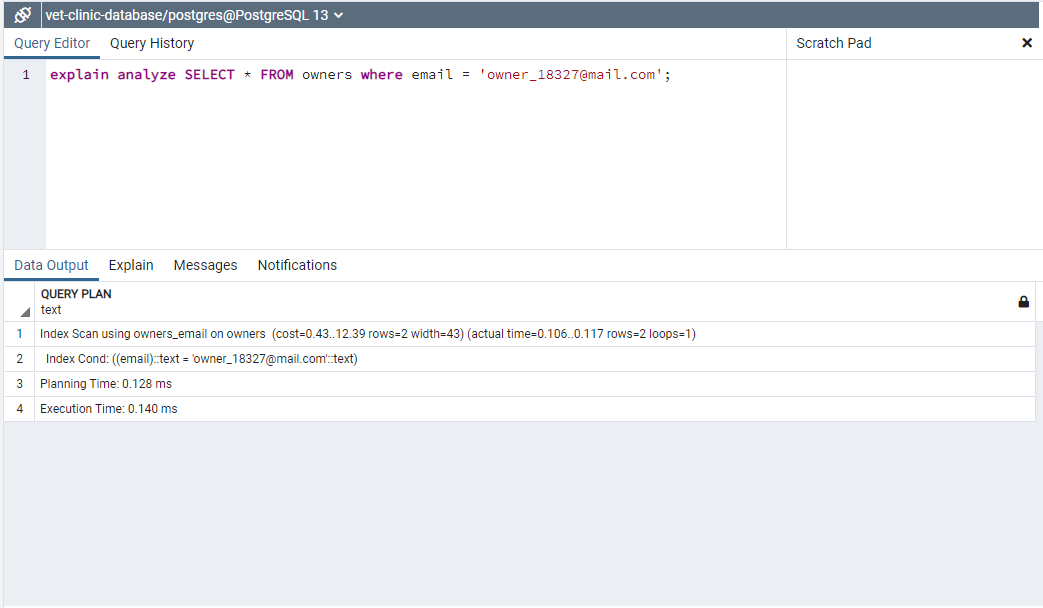 vet-clinic-database/postgres@PostgreSQL 13
Query Editor Query History Scratch Pad
1 explain analyze SELECT * FROM owners where email = 'owner_18327@mail.com';
Data Output Explain Messages Notifications
QUERY PLAN
text
1 Index Scan using owners_email on owners (cost=0.43..12.39 rows=2 width=43) (actual time=0.106..0.117 rows=2 loops=1)
2 Index Cond: ((email)::text = 'owner_18327@mail.com'::text)
3 Planning Time: 0.128 ms
4 Execution Time: 0.140 ms